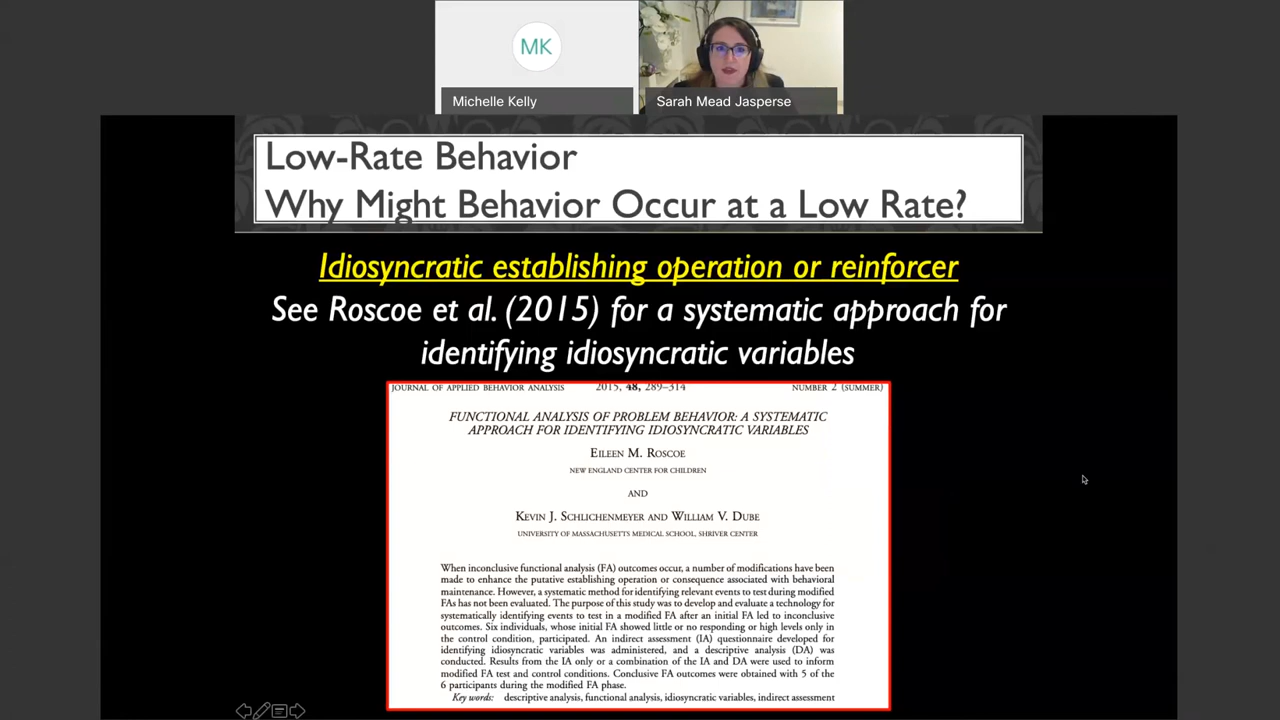 MK
Michelle Kelly
Sarah Mead Jasperse
Low-Rate Behavior
Why Might Behavior Occur at a Low Rate?
Idiosyncratic establishing operation or reinforcer
See Roscoe et al. (2015) for a systematic approach for
identifying idiosyncratic variables
JOURNAL OF APPLIED BEHAVIOR ANALYSIS 2015, 48, 289–314 NUMBER 2 (SUMMER)
FUNCTIONAL ANALYSIS OF PROBLEM BEHAVIOR: A SYSTEMATIC
APPROACH FOR IDENTIFYING IDIOSYNCRATIC VARIABLES
EILEEN M. ROSCOE
NEW ENGLAND CENTER FOR CHILDREN
AND
KEVIN J. SCHLICHENMEYER AND WILLIAM V. DUBE
UNIVERSITY OF MASSACHUSETTS MEDICAL SCHOOL, SHRIVER CENTER
When inconclusive functional analysis (FA) outcomes occur, a number of modifications have been
made to enhance the putative establishing operation or consequence associated with behavioral
maintenance. However, a systematic method for identifying relevant events to test during modified
FAs has not been evaluated. The purpose of this study was to develop and evaluate a technology for
systematically identifying events to test in a modified FA after an initial FA led to inconclusive
outcomes. Six individuals, whose initial FA showed little or no responding or high levels only in
the control condition, participated. An indirect assessment (IA) questionnaire developed for
identifying idiosyncratic variables was administered, and a descriptive analysis (DA) was
conducted. Results from the IA only or a combination of the IA and DA were used to inform
modified FA test and control conditions. Conclusive FA outcomes were obtained with 5 of the
6 participants during the modified FA phase.
Key words: descriptive analysis, functional analysis, idiosyncratic variables, indirect assessment